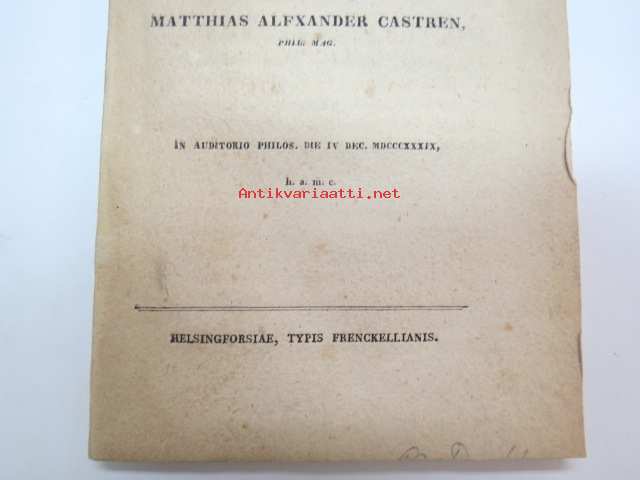 MATTHIAS ALEXANDER CASTREN,
PHIL. MAG.
IN AUDITORIO PHILOS. DIE IV DEC. MDCCCXXXIX,
h. a. m. c.
Antikvariaatti.net
HELSINGFORSIAE, TYPIS FRENCKELLIANIS.